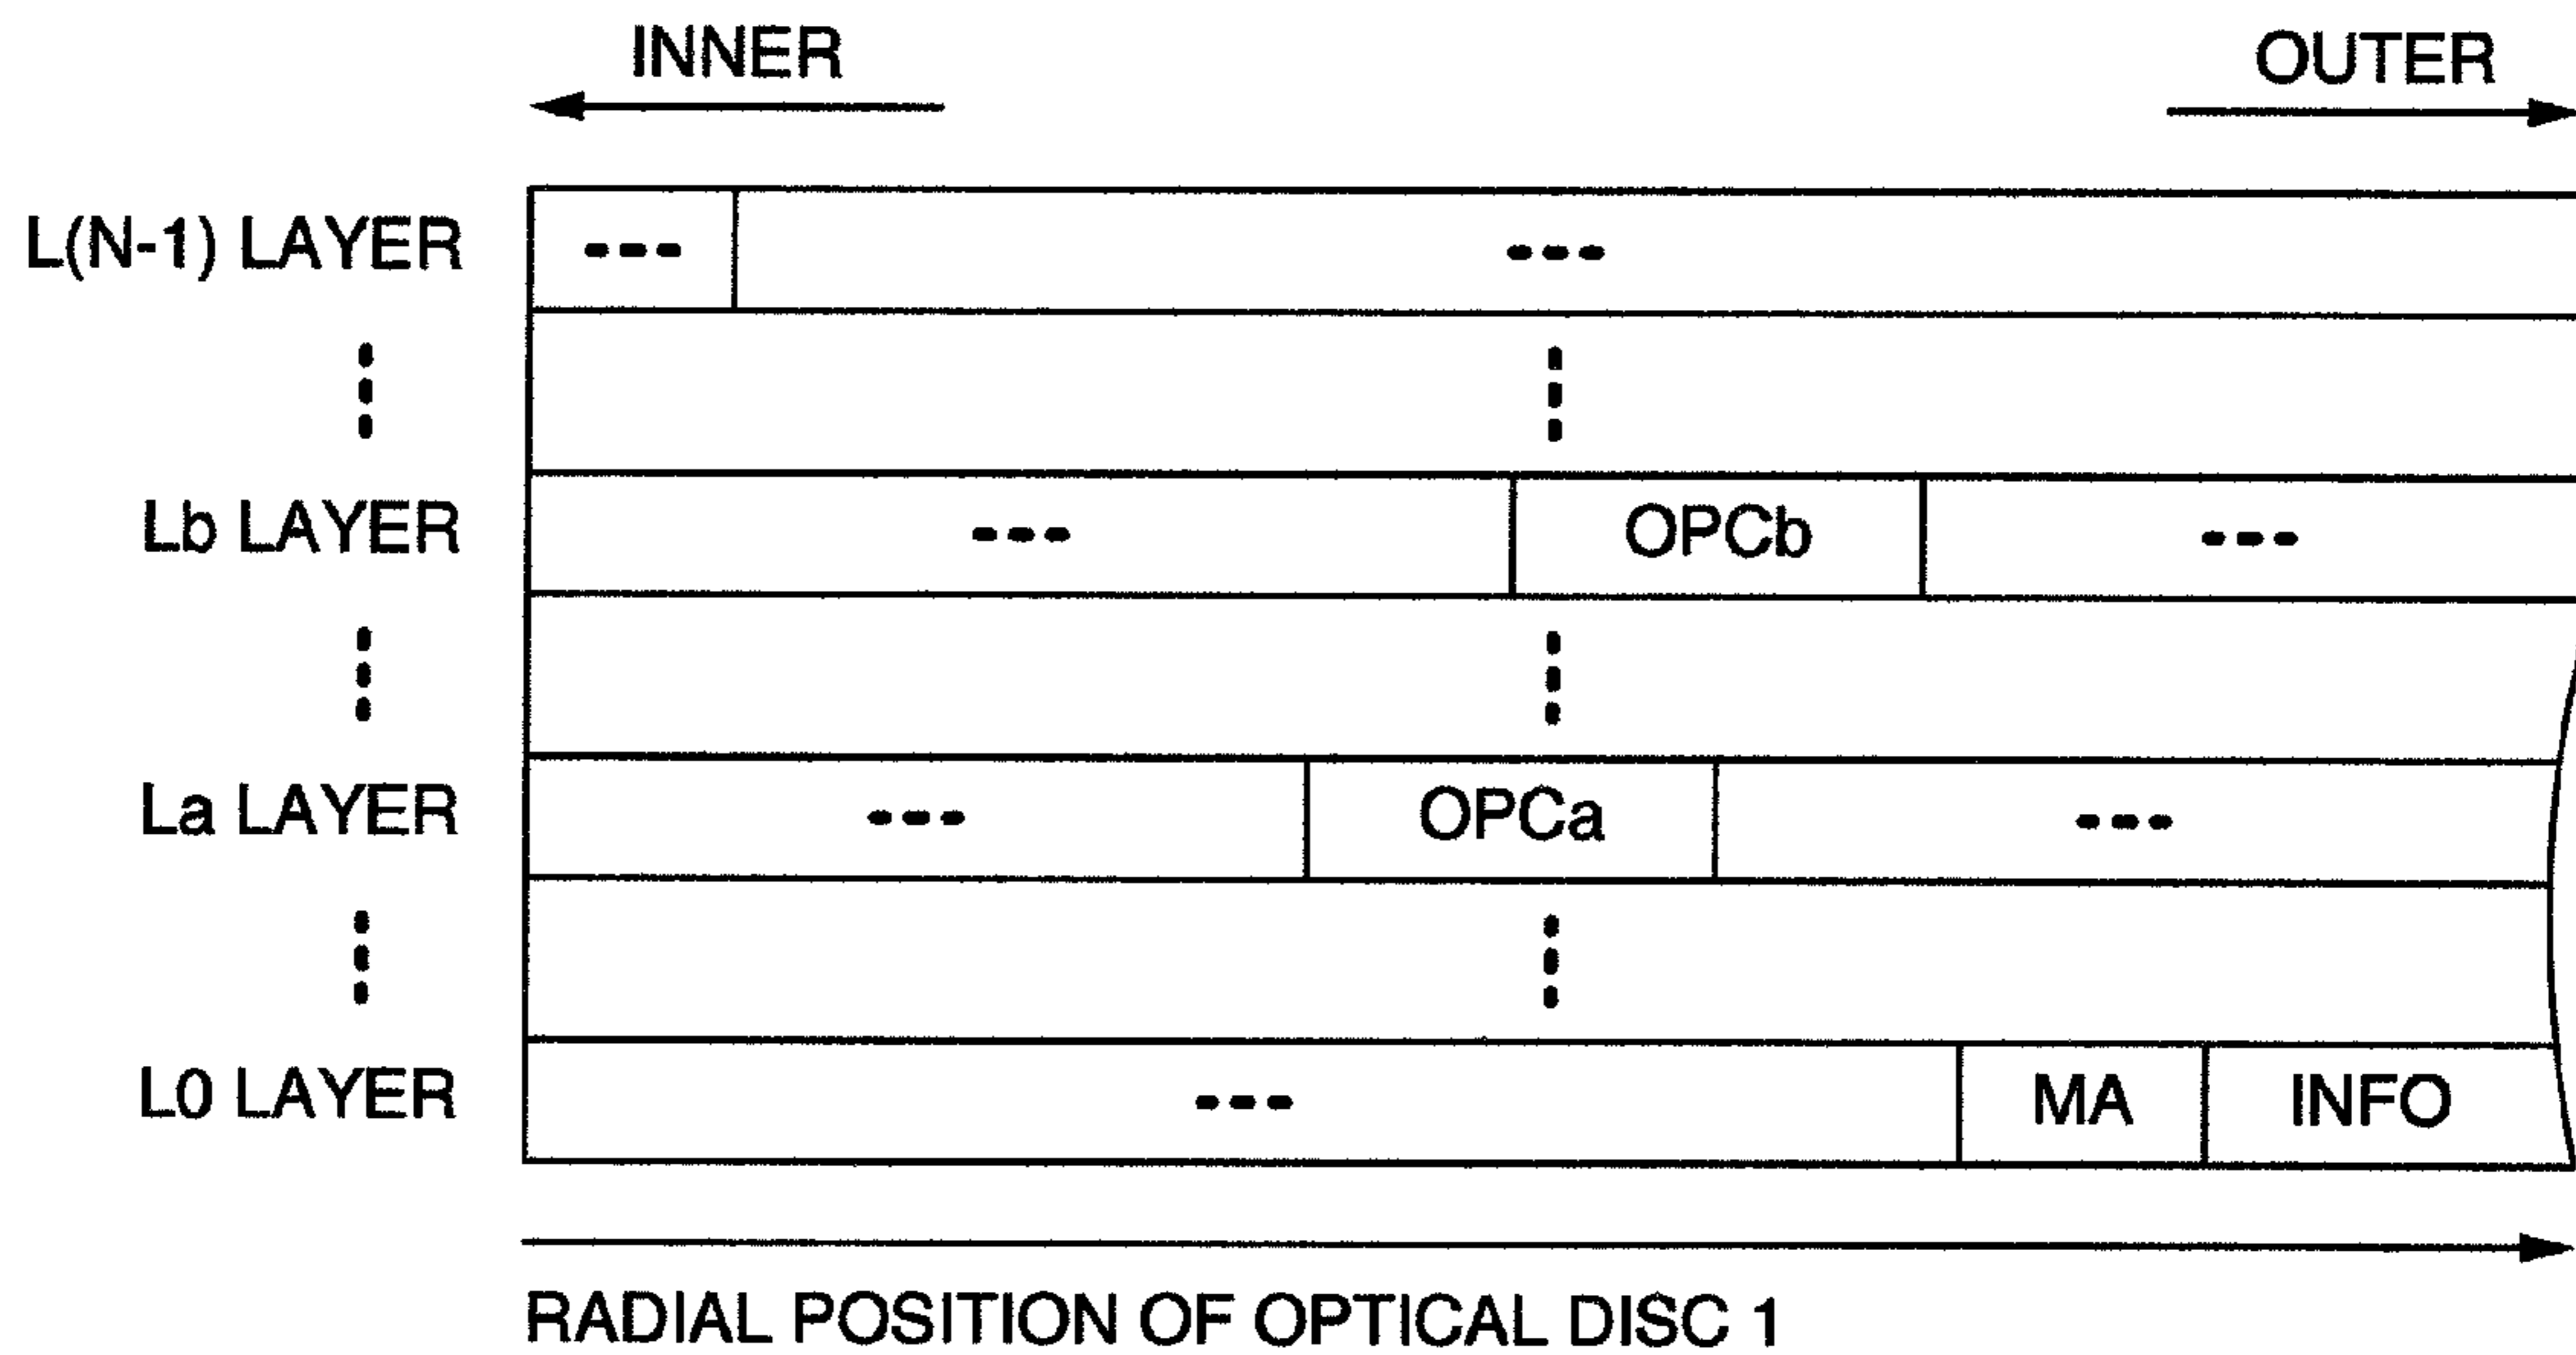 INNER OUTER
L(N-1) LAYER --- ---
Lb LAYER --- OPCb ---
La LAYER --- OPCa ---
L0 LAYER --- MA INFO
RADIAL POSITION OF OPTICAL DISC 1